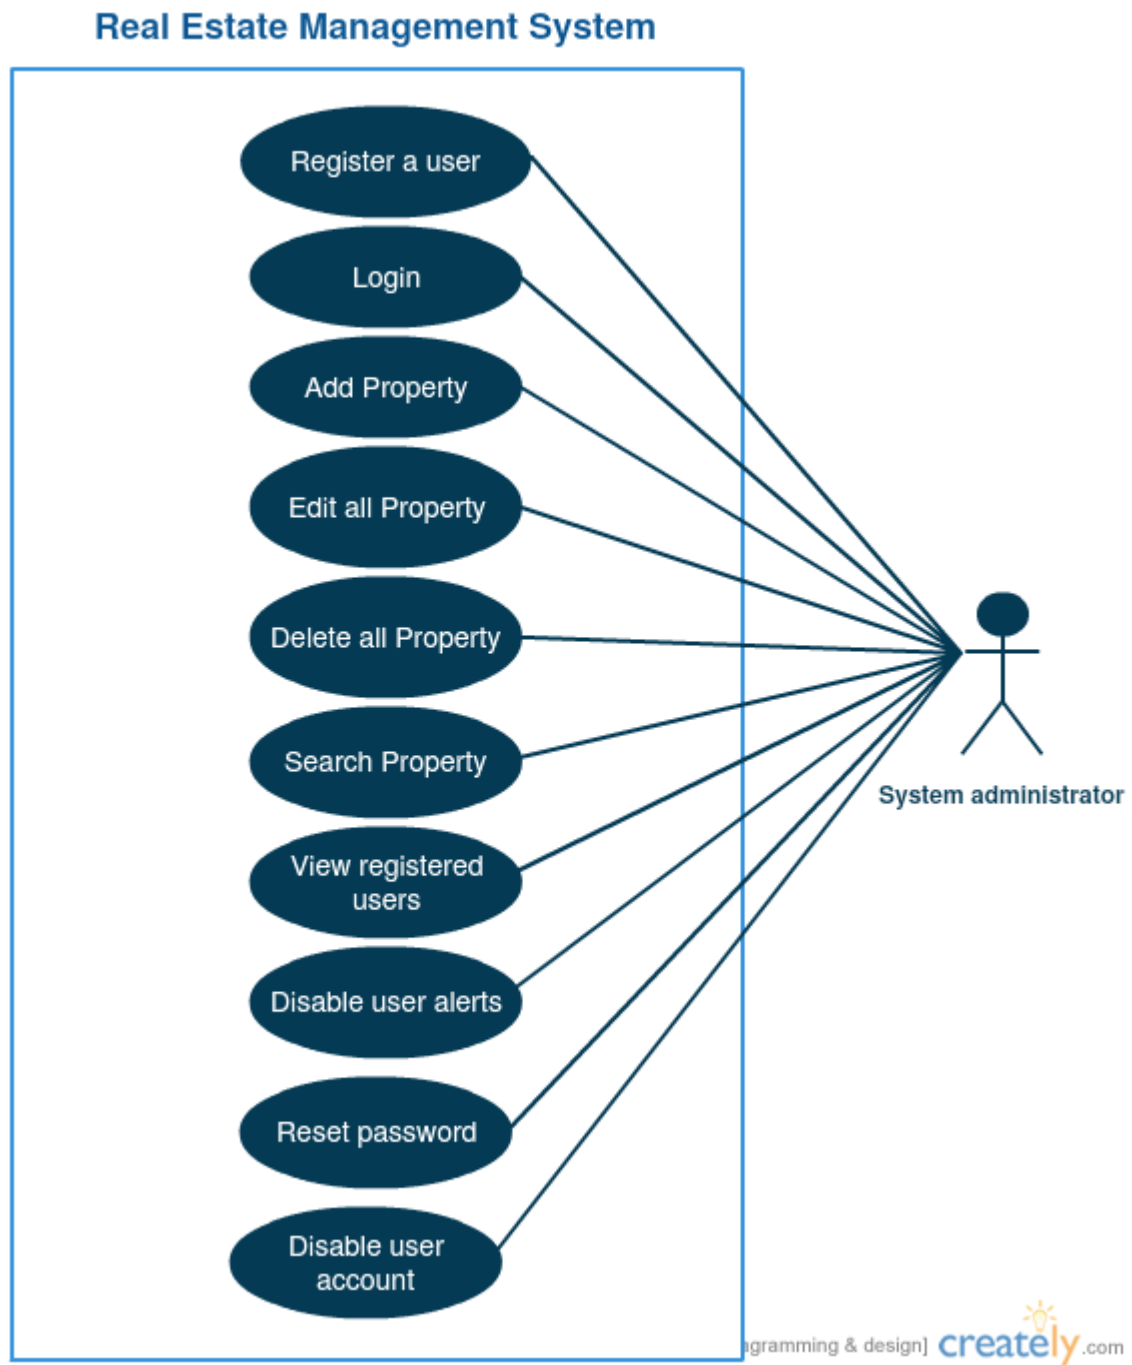 Real Estate Management System
Register a user
Login
Add Property
Edit all Property
Delete all Property
Search Property
View registered
users
Disable user alerts
Reset password
Disable user
account
System administrator
& design] creately.com